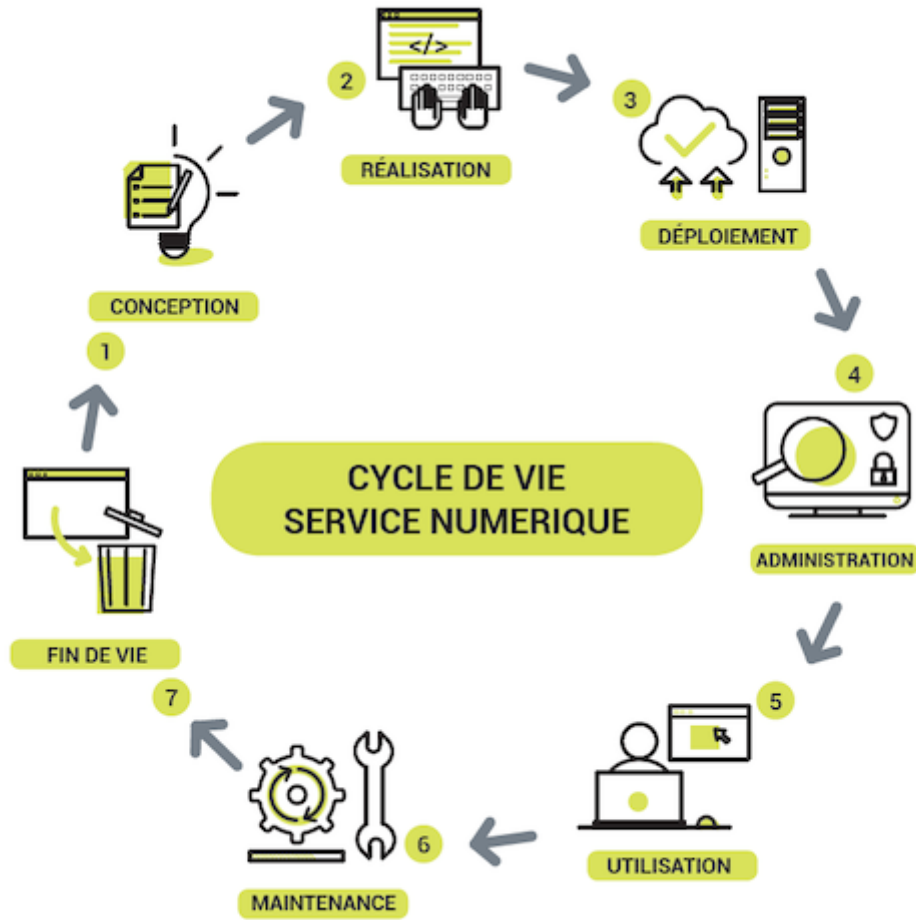 CYCLE DE VIE
SERVICE NUMERIQUE
1
CONCEPTION
2
</>
RÉALISATION
3
DÉPLOIEMENT
4
ADMINISTRATION
5
UTILISATION
6
MAINTENANCE
7
FIN DE VIE